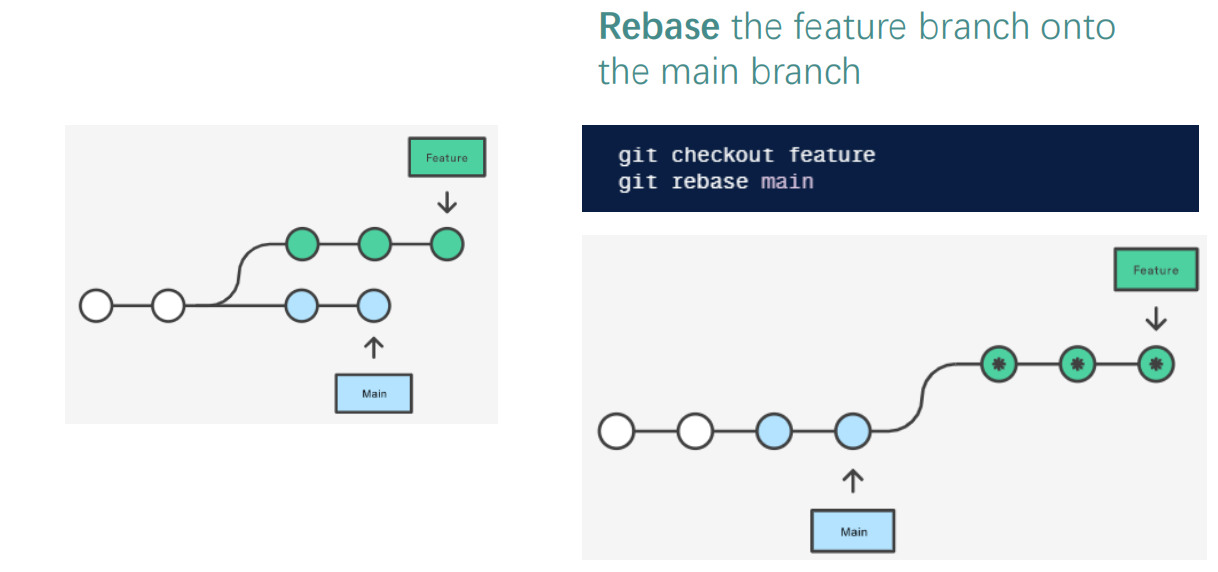 Rebase the feature branch onto
the main branch
Feature
Main
git checkout feature
git rebase main
Feature
Main